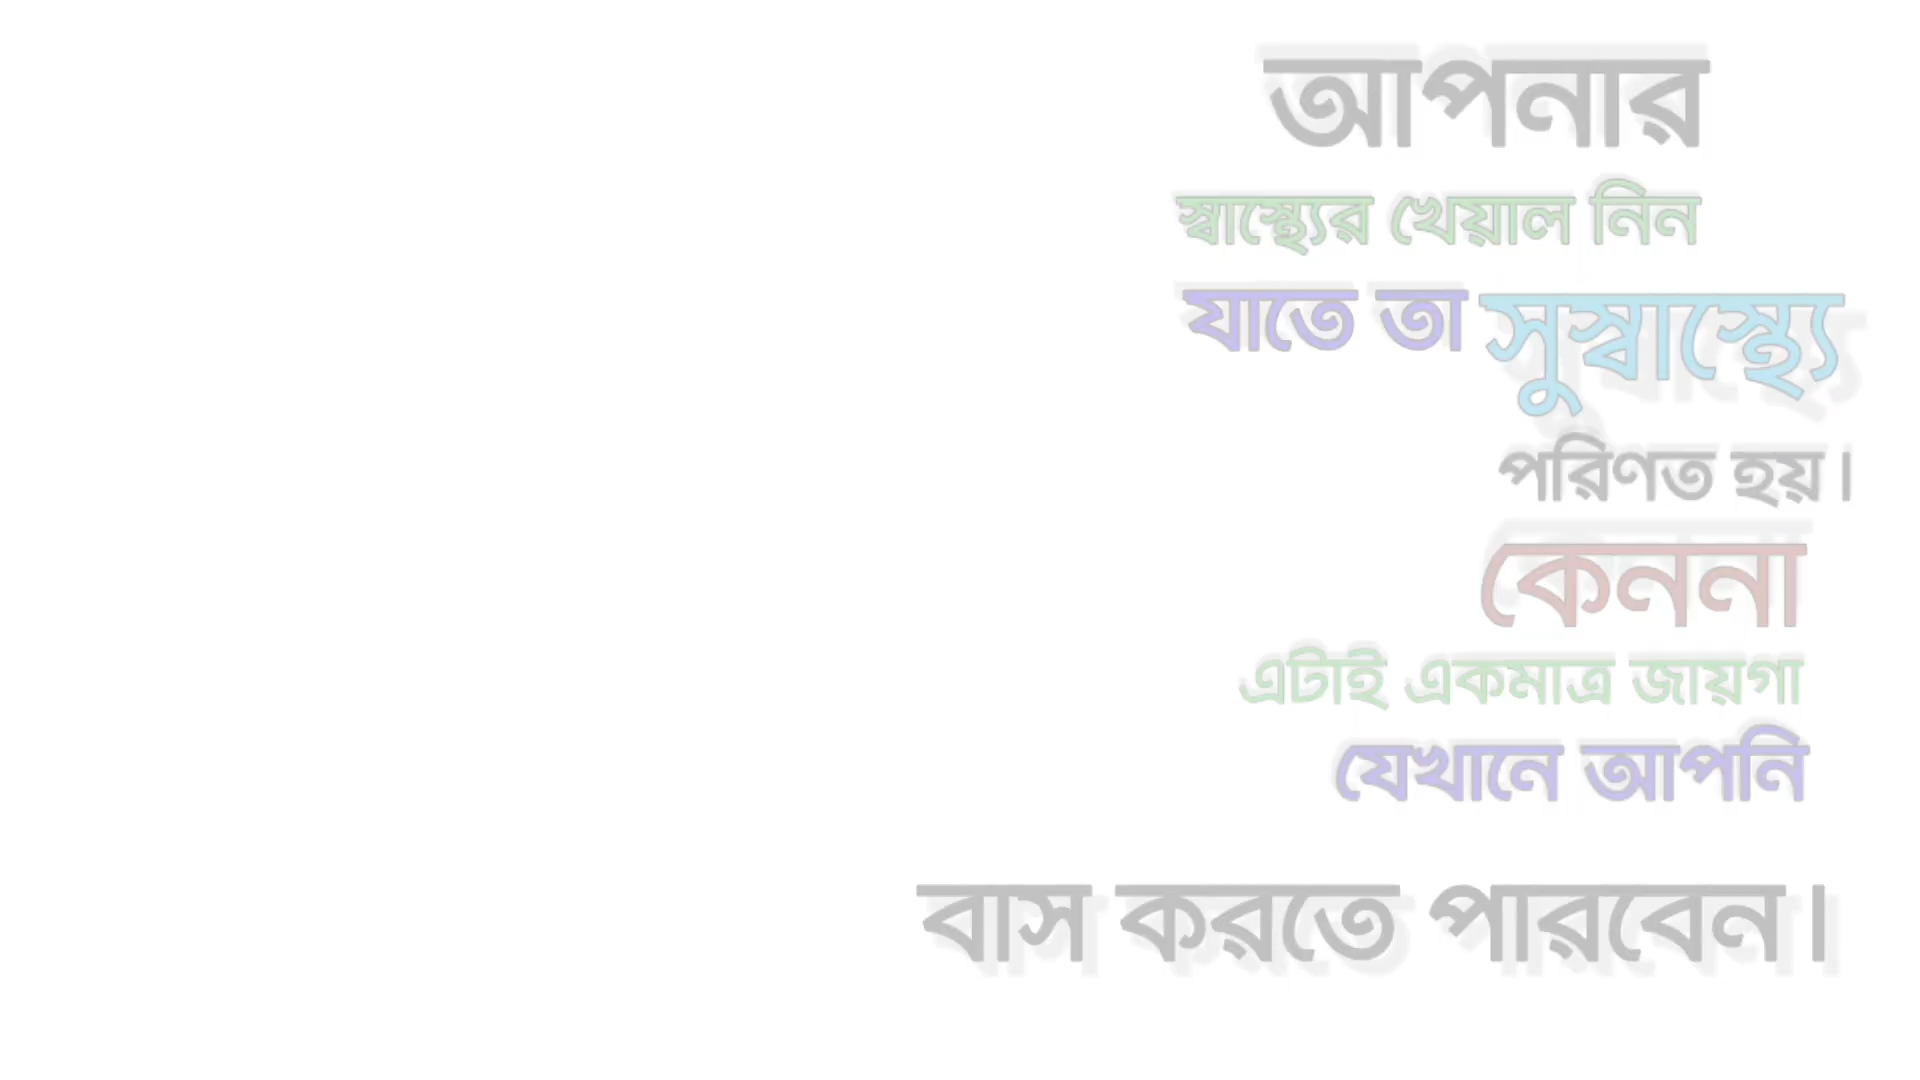 আপনার
স্বাস্থ্যের খেয়াল নিন
যাতে তা সুস্বাস্থ্যে
পরিণত হয়।
কেননা
এটাই একমাত্র জায়গা
যেখানে আপনি
বাস করতে পারবেন।